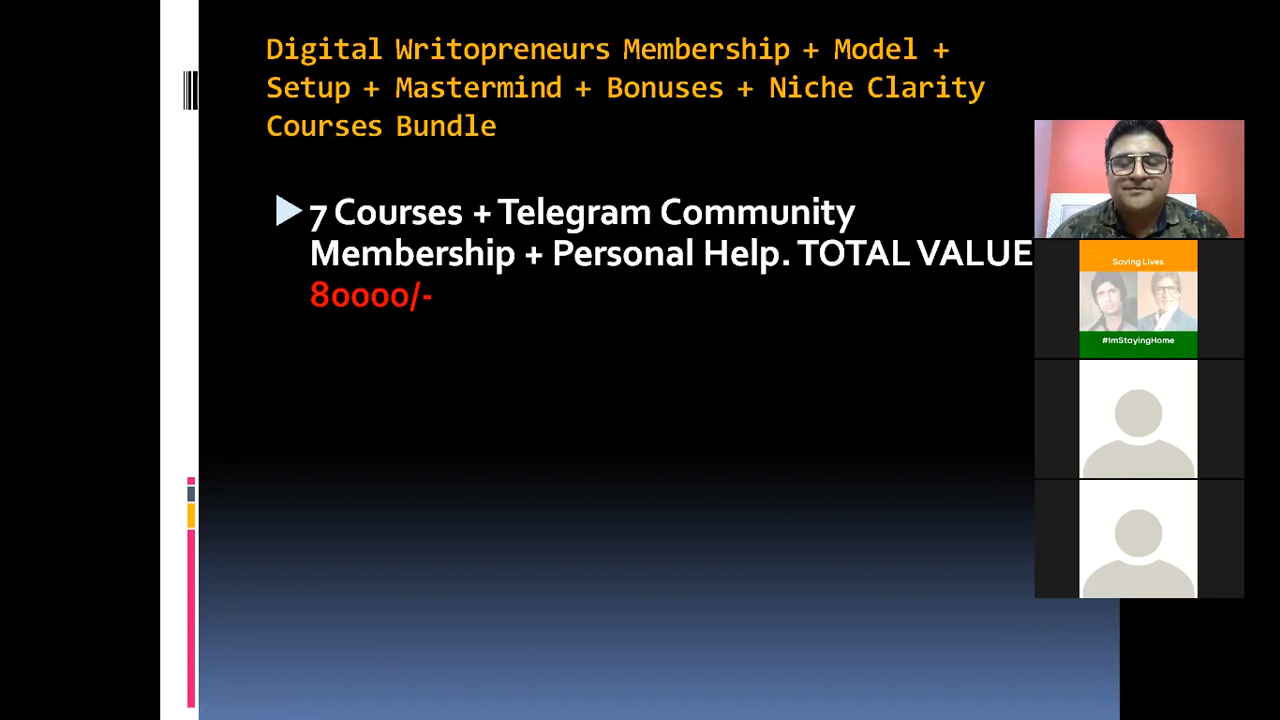 Digital Writopreneurs Membership + Model +
Setup + Mastermind + Bonuses + Niche Clarity
Courses Bundle
7 Courses + Telegram Community
Membership + Personal Help. TOTAL VALUE
80000/-
Saving Lives
#ImStayingHome